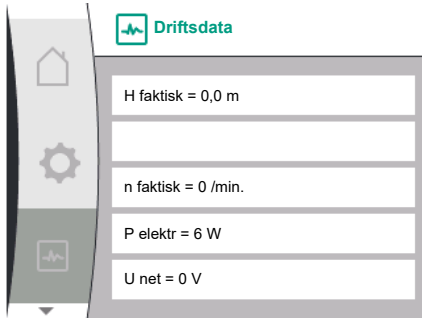 Driftsdata
H faktisk = 0,0 m
n faktisk = 0 /min.
P elektr = 6 W
U net = 0 V